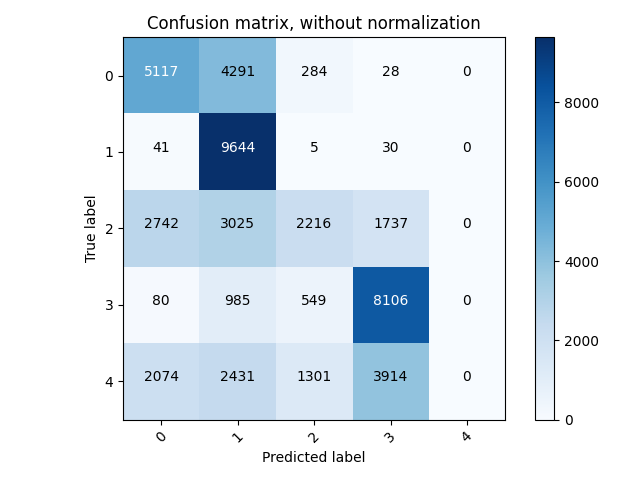 Confusion matrix, without normalization
0 5117 4291 284 28 0
1 41 9644 5 30 0
2 2742 3025 2216 1737 0
3 80 985 549 8106 0
4 2074 2431 1301 3914 0
0 1 2 3 4
True label
Predicted label
8000
6000
4000
2000
0